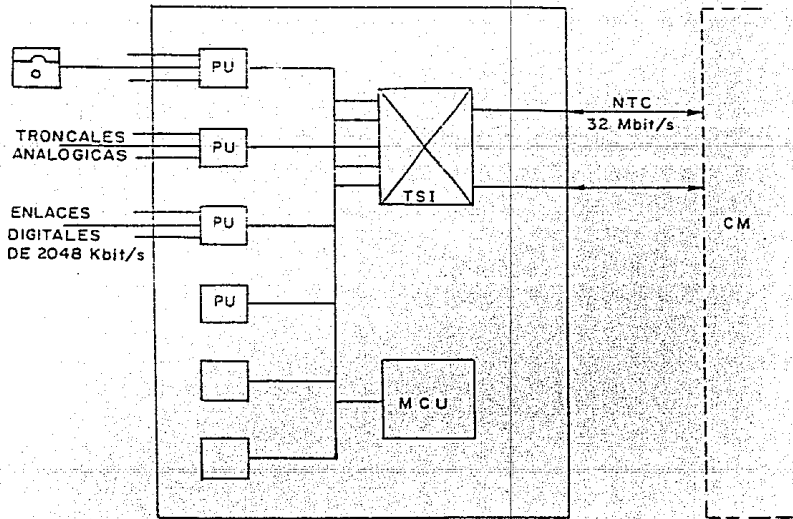 PU
TRONCALES
ANALOGICAS
PU
ENLACES
DIGITALES
DE 2048 Kbit/s
PU
PU
TSI
MCU
NTC
32 Mbit/s
CM